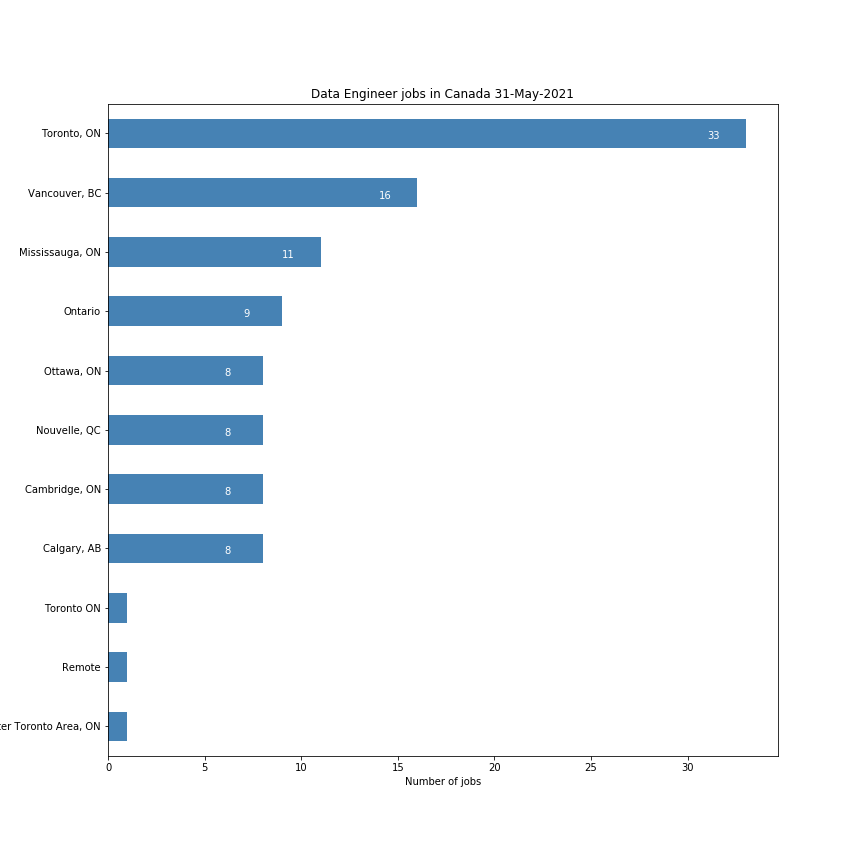 Data Engineer jobs in Canada 31-May-2021
Toronto, ON
33
Vancouver, BC
16
Mississauga, ON
11
Ontario
9
Ottawa, ON
8
Nouvelle, QC
8
Cambridge, ON
8
Calgary, AB
8
Toronto ON
Remote
Toronto Area, ON
0 5 10 15 20 25 30
Number of jobs